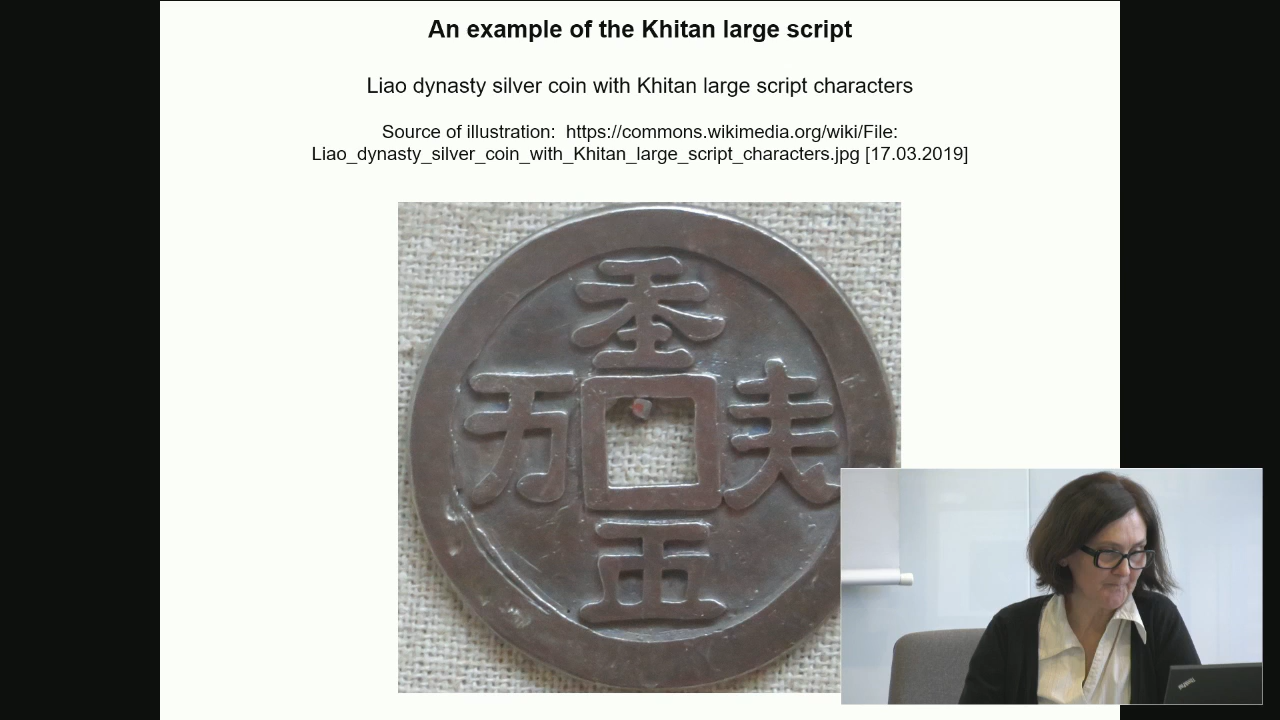 An example of the Khitan large script
Liao dynasty silver coin with Khitan large script characters
Source of illustration: https://commons.wikimedia.org/wiki/File:
Liao_dynasty_silver_coin_with_Khitan_large_script_characters.jpg [17.03.2019]